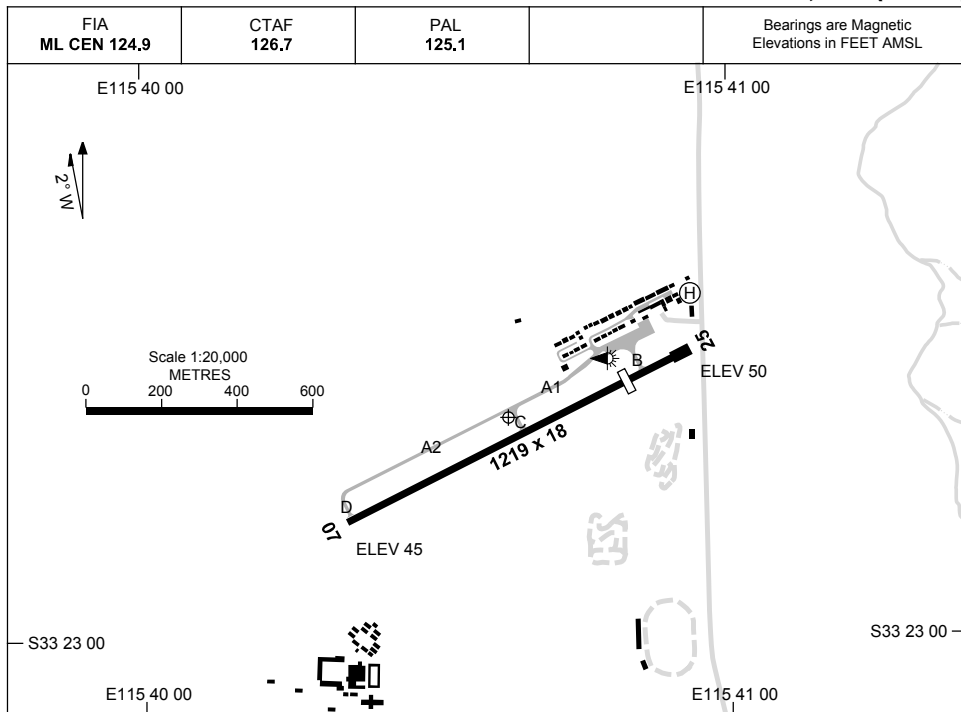 FIA
ML CEN 124.9
CTAF
126.7
PAL
125.1
Bearings are Magnetic
Elevations in FEET AMSL
E115 40 00
E115 41 00
2° W
H
25
Scale 1:20,000
METRES
0 200 400 600
B
ELEV 50
A1
C
1219 x 18
A2
D
07
ELEV 45
S33 23 00
S33 23 00
E115 40 00
E115 41 00